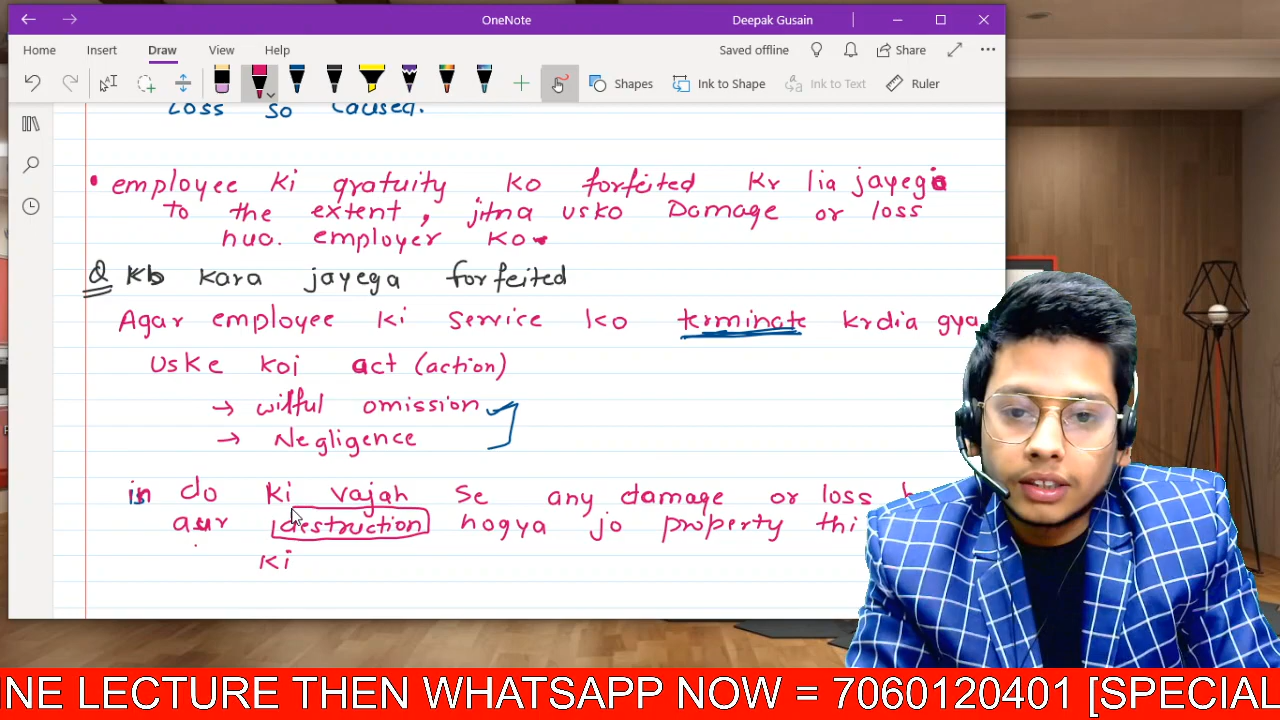 OneNote
Deepak Gusain
Home Insert Draw View Help
Saved offline
Share
Shapes
Ink to Shape
Ink to Text
Ruler
Loss so caused.
• employee ki gratuity ko forfeited kr lia jayega
to the extent, jitna usko Damage or loss
hua. employer ko
Q Kb kara jayega forfeited
Agar employee ki service ko terminate krdia gya
uske koi act (action)
→ wilful omission
→ Negligence
in do ki vajah se any damage or loss
aur destruction hogya jo property thi
ki
INE LECTURE THEN WHATSAPP NOW = 7060120401 [SPECIAL